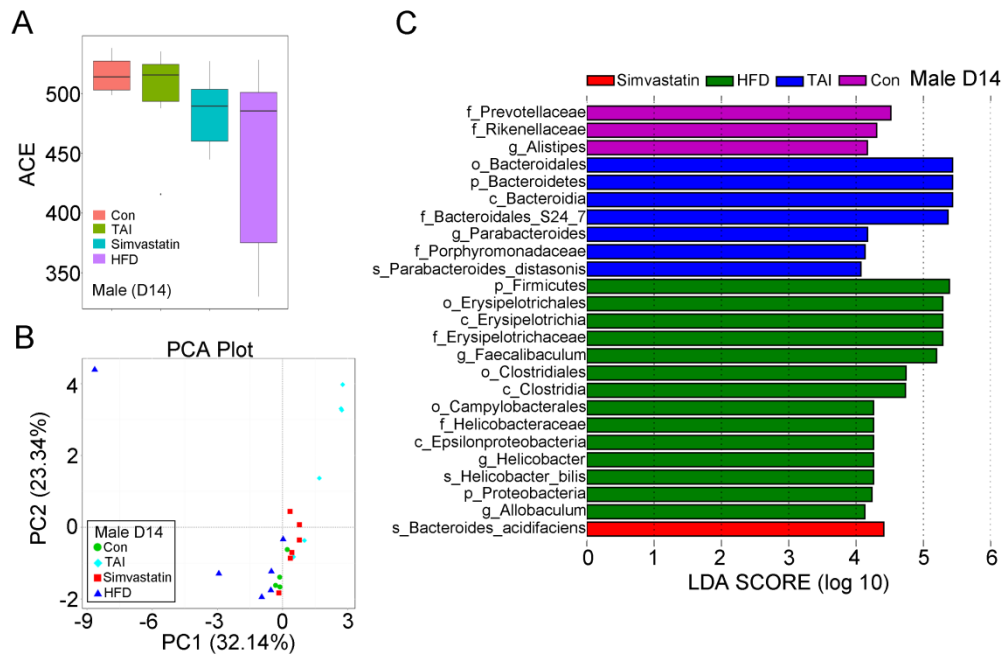 A
ACE
500
450
400
350
Con
TAI
Simvastatin
HFD
Male (D14)
B
PCA Plot
PC2 (23.34%)
4
2
0
-2
Male D14
Con
TAI
Simvastatin
HFD
-9
-6
-3
0
3
PC1 (32.14%)
C
Simvastatin HFD TAI Con Male D14
f_Prevotellaceae
f_Rikenellaceae
g_Alistipes
o_Bacteroidales
p_Bacteroidetes
c_Bacteroidia
f_Bacteroidales_S24_7
g_Parabacteroides
f_Porphyromonadaceae
s_Parabacteroides_distasonis
p_Firmicutes
o_Erysipelotrichales
c_Erysipelotrichia
f_Erysipelotrichaceae
g_Faecalibaculum
o_Clostridiales
c_Clostridia
o_Campylobacterales
f_Helicobacteraceae
c_Epsilonproteobacteria
g_Helicobacter
s_Helicobacter_bilis
p_Proteobacteria
g_Allobaculum
s_Bacteroides_acidifaciens
0 1 2 3 4 5 6
LDA SCORE (log 10)